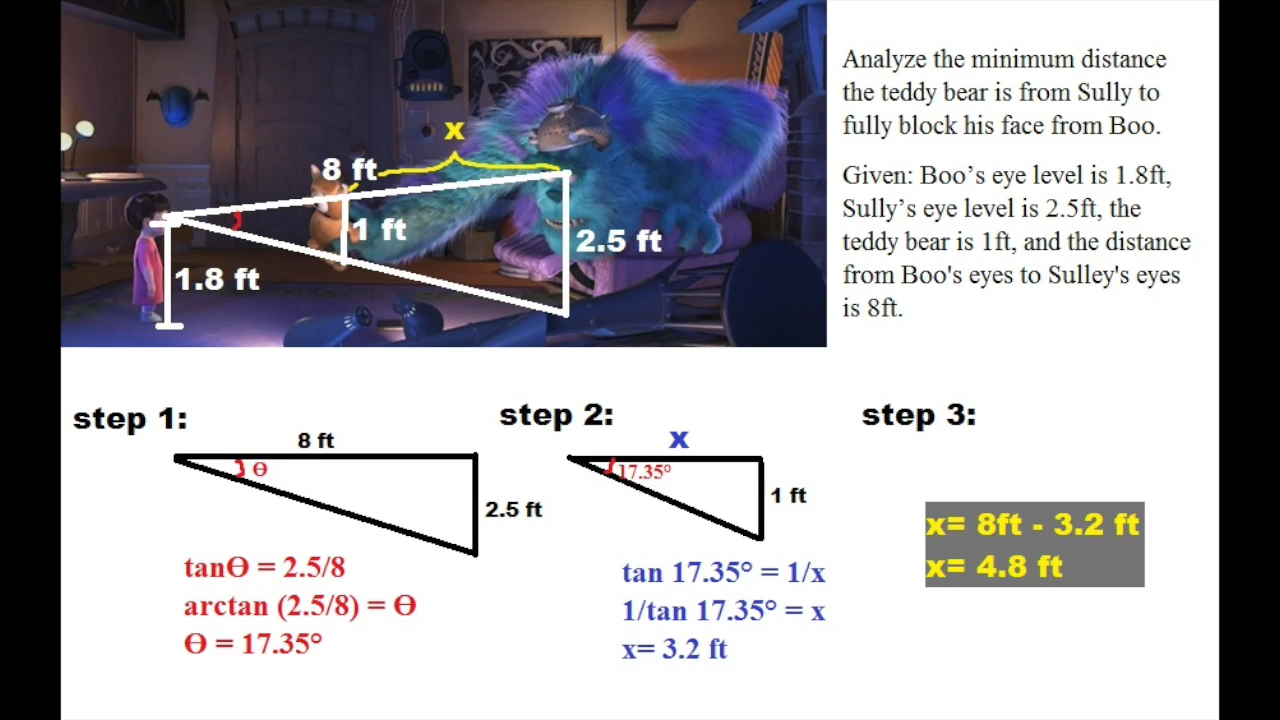 Analyze the minimum distance
the teddy bear is from Sully to
fully block his face from Boo.
Given: Boo’s eye level is 1.8ft,
Sully’s eye level is 2.5ft, the
teddy bear is 1ft, and the distance
from Boo's eyes to Sulley's eyes
is 8ft.
x
8 ft
1 ft
2.5 ft
1.8 ft
step 1:
8 ft
Ɵ
2.5 ft
tanƟ = 2.5/8
arctan (2.5/8) = Ɵ
Ɵ = 17.35°
step 2:
x
17.35°
1 ft
tan 17.35° = 1/x
1/tan 17.35° = x
x= 3.2 ft
step 3:
x= 8ft - 3.2 ft
x= 4.8 ft